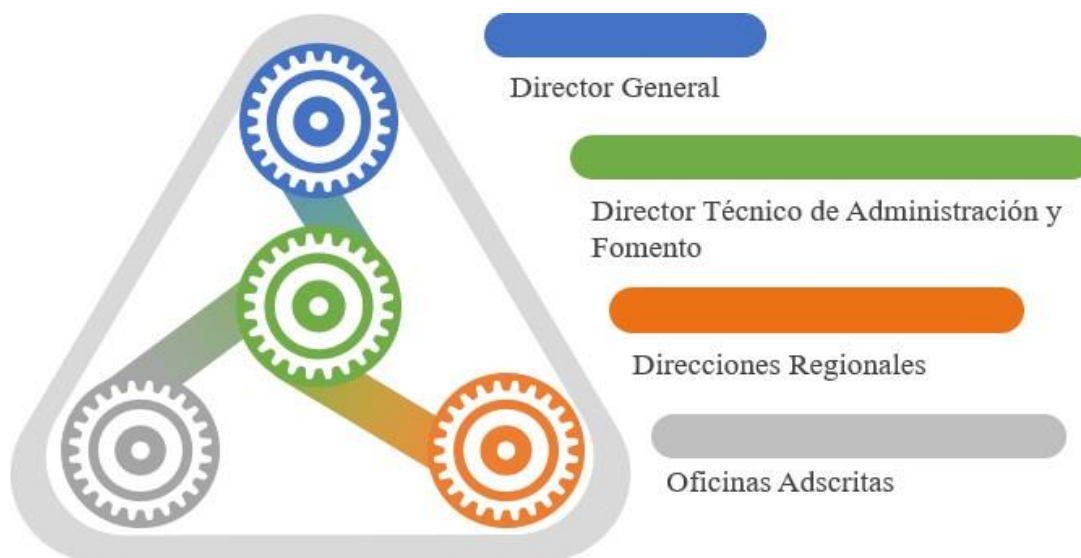 Director General
Director Técnico de Administración y
Fomento
Direcciones Regionales
Oficinas Adscritas